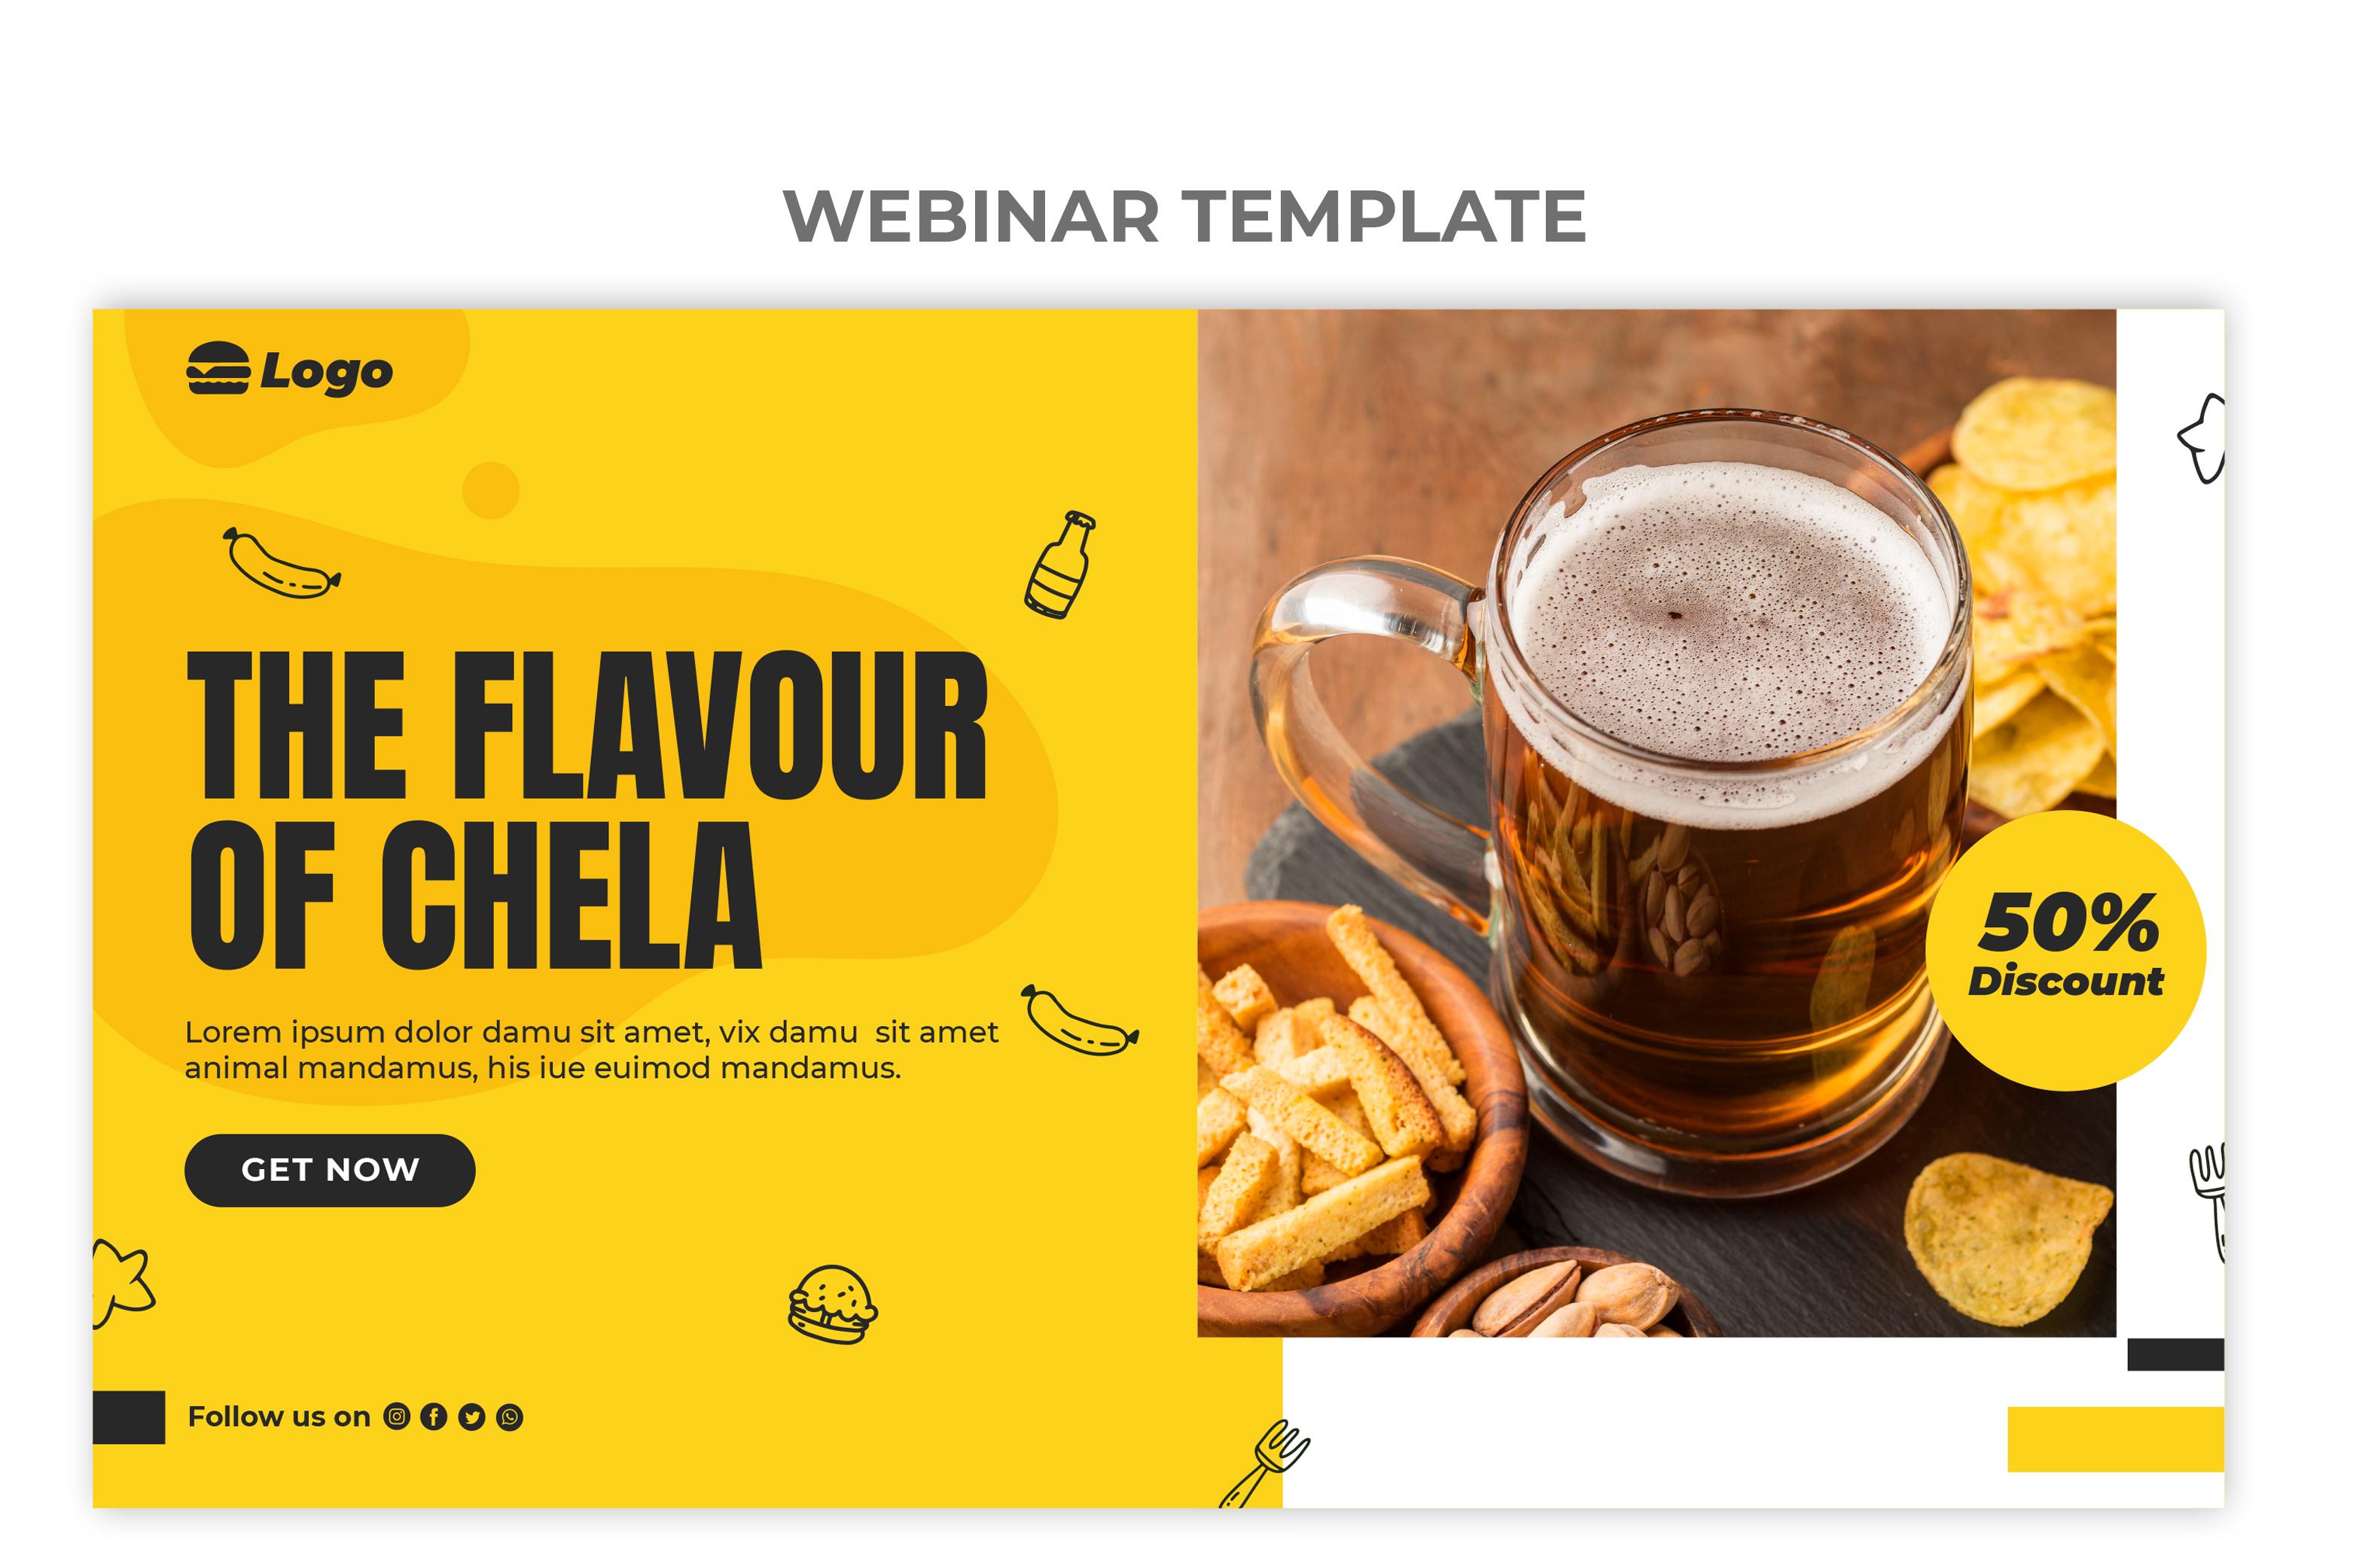 WEBINAR TEMPLATE
Logo
THE FLAVOUR
OF CHELA
Lorem ipsum dolor damu sit amet, vix damu  sit amet
animal mandamus, his iue euimod mandamus.
GET NOW
50%
Discount
Follow us on